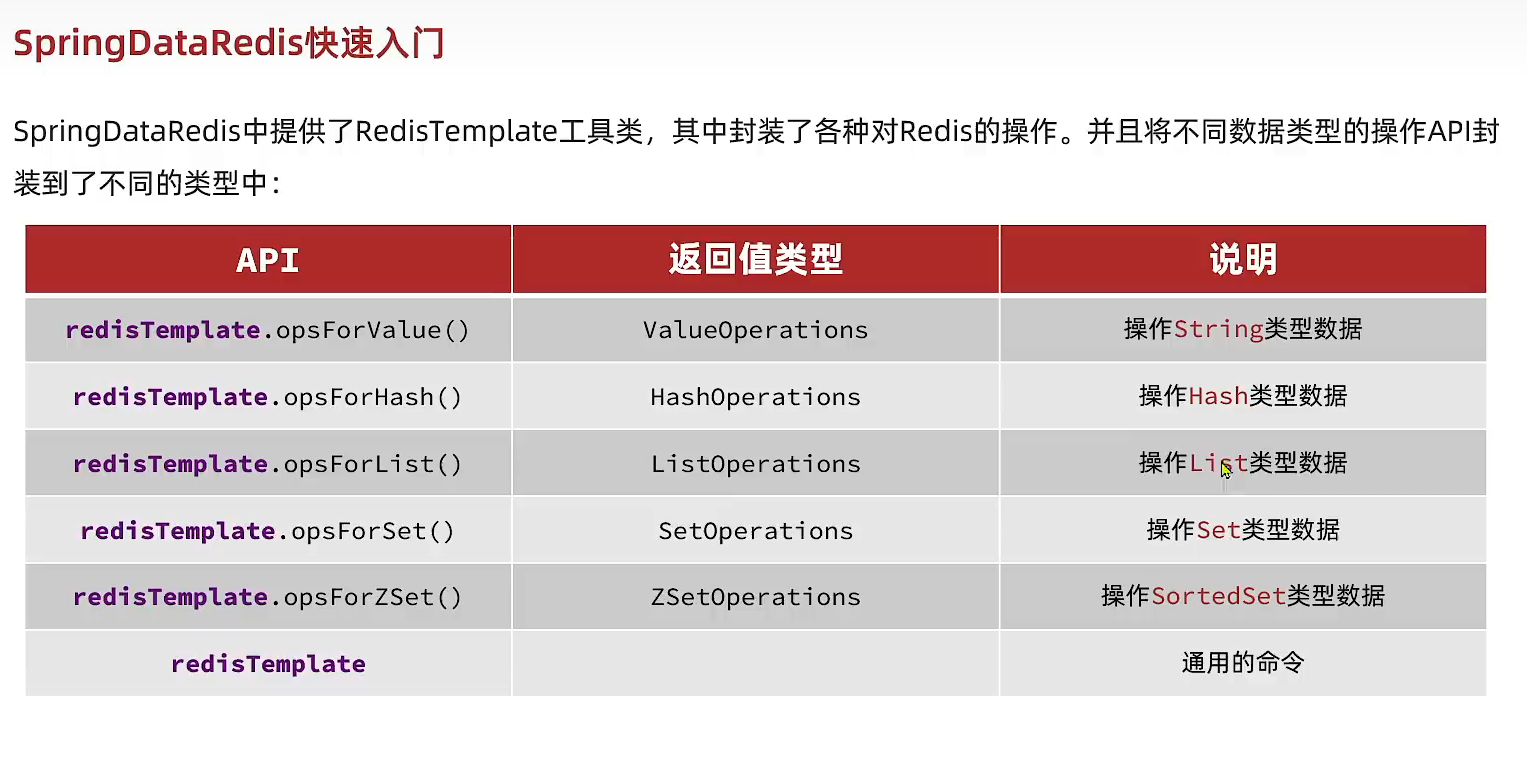 SpringDataRedis快速入门
SpringDataRedis中提供了RedisTemplate工具类，其中封装了各种对Redis的操作。并且将不同数据类型的操作API封
装到了不同的类型中：
API 返回值类型 说明
redisTemplate.opsForValue() ValueOperations 操作String类型数据
redisTemplate.opsForHash() HashOperations 操作Hash类型数据
redisTemplate.opsForList() ListOperations 操作List类型数据
redisTemplate.opsForSet() SetOperations 操作Set类型数据
redisTemplate.opsForZSet() ZSetOperations 操作SortedSet类型数据
redisTemplate 通用的命令